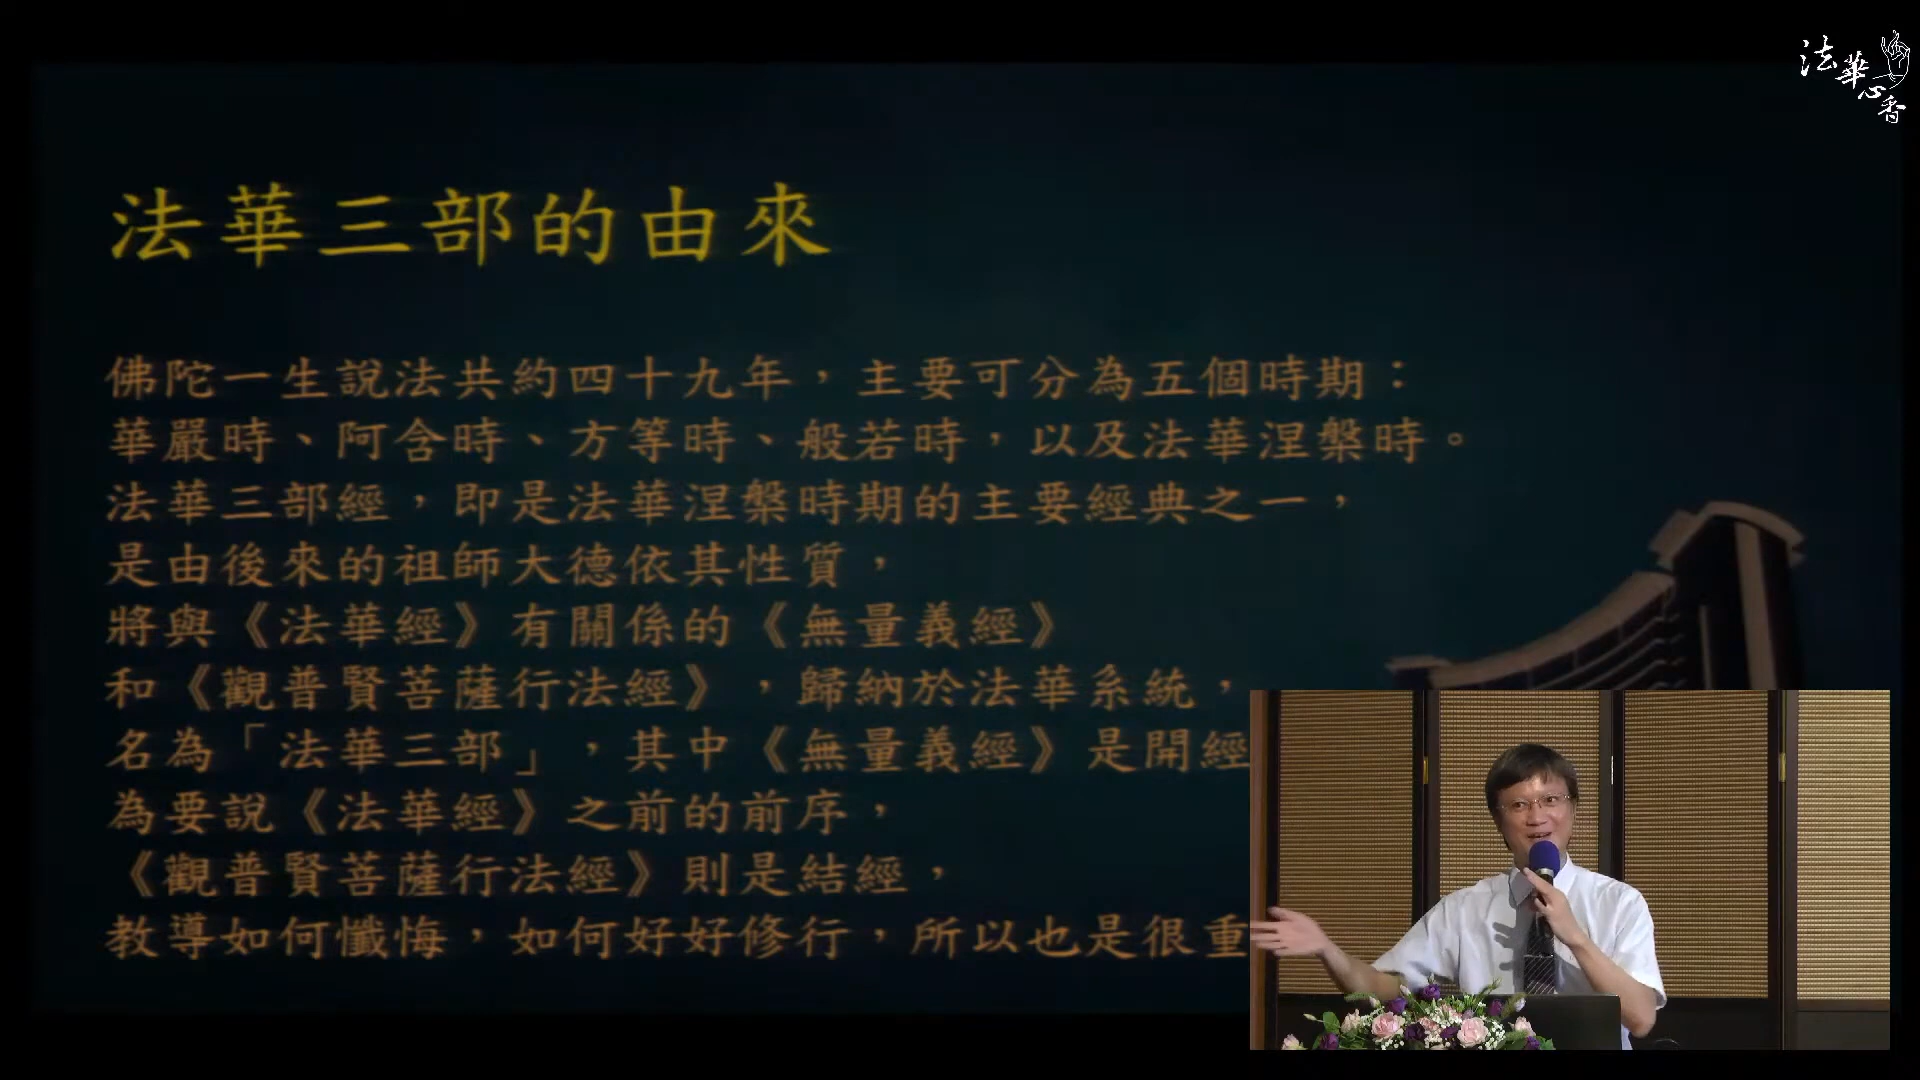 法華心香
法華三部的由來
佛陀一生說法共約四十九年，主要可分為五個時期：
華嚴時、阿含時、方等時、般若時，以及法華涅槃時。
法華三部經，即是法華涅槃時期的主要經典之一，
是由後來的祖師大德依其性質，
將與《法華經》有關係的《無量義經》
和《觀普賢菩薩行法經》，歸納於法華系統，
名為「法華三部」，其中《無量義經》是開經
為要說《法華經》之前的前序，
《觀普賢菩薩行法經》則是結經，
教導如何懺悔，如何好好修行，所以也是很重